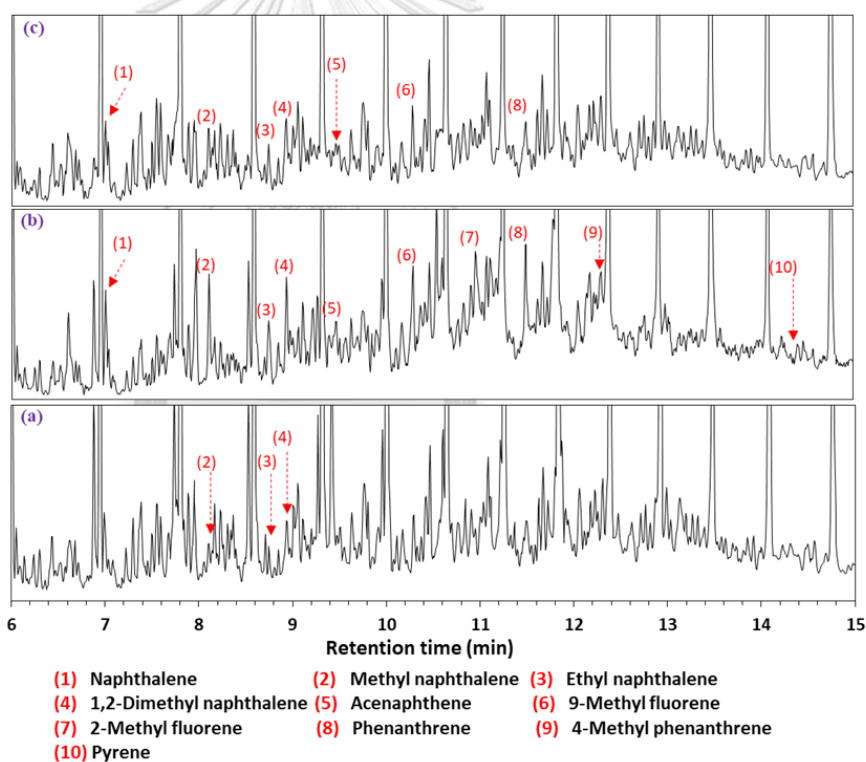 (c)
(1)
(2)
(3)
(4)
(5)
(6)
(8)
(b)
(1)
(2)
(3)
(4)
(5)
(6)
(7)
(8)
(9)
(10)
(a)
(2)
(3)
(4)
6 7 8 9 10 11 12 13 14 15
Retention time (min)
(1) Naphthalene (2) Methyl naphthalene (3) Ethyl naphthalene
(4) 1,2-Dimethyl naphthalene (5) Acenaphthene (6) 9-Methyl fluorene
(7) 2-Methyl fluorene (8) Phenanthrene (9) 4-Methyl phenanthrene
(10) Pyrene